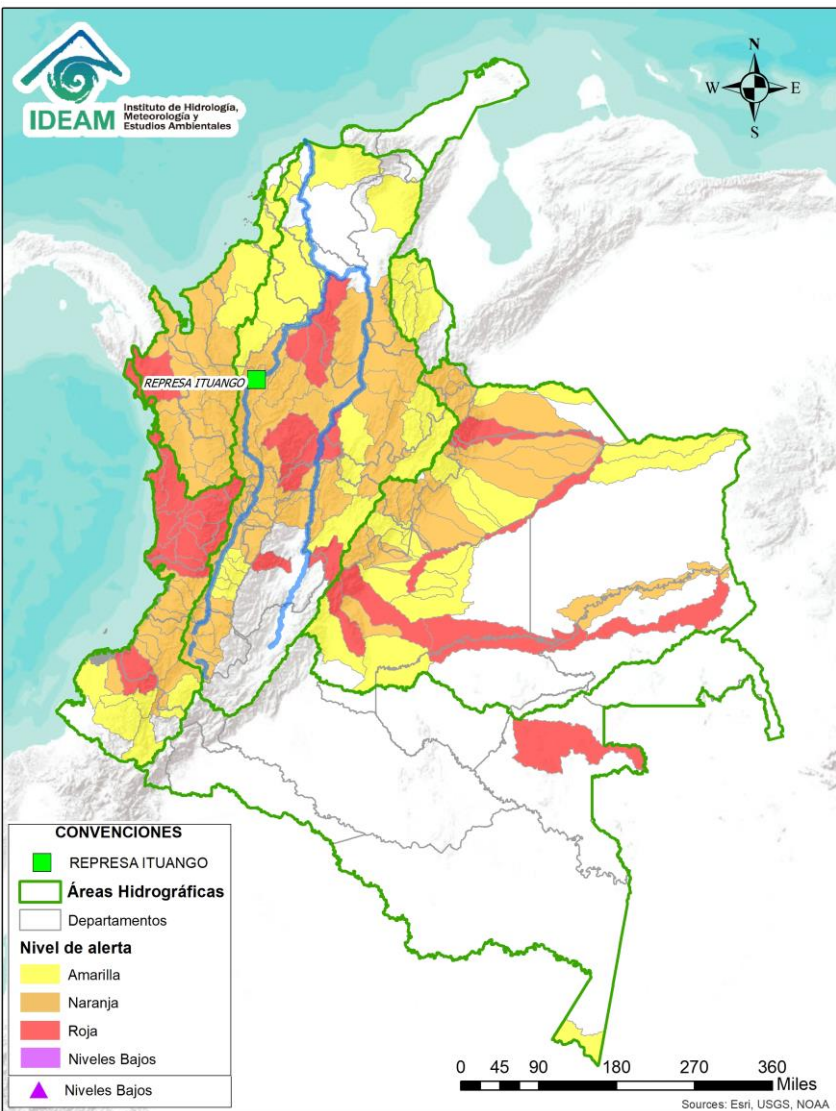 IDEAM
Instituto de Hidrología,
Meteorología y
Estudios Ambientales
N
W
E
S
REPRESA ITUANGO
CONVENCIONES
REPRESA ITUANGO
Áreas Hidrográficas
Departamentos
Nivel de alerta
Amarilla
Naranja
Roja
Niveles Bajos
Niveles Bajos
0 45 90 180 270 360
Miles
Sources: Esri, USGS, NOAA